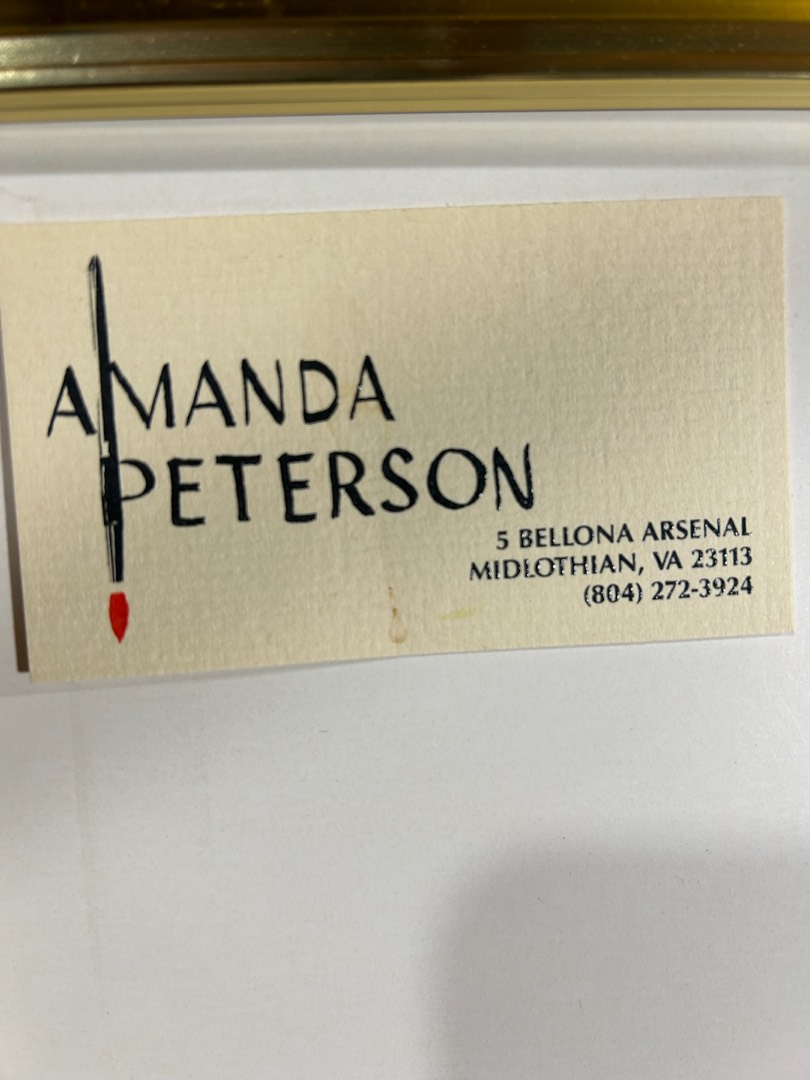 AMANDA
PETERSON
5 BELLONA ARSENAL
MIDLOTHIAN, VA 23113
(804) 272-3924